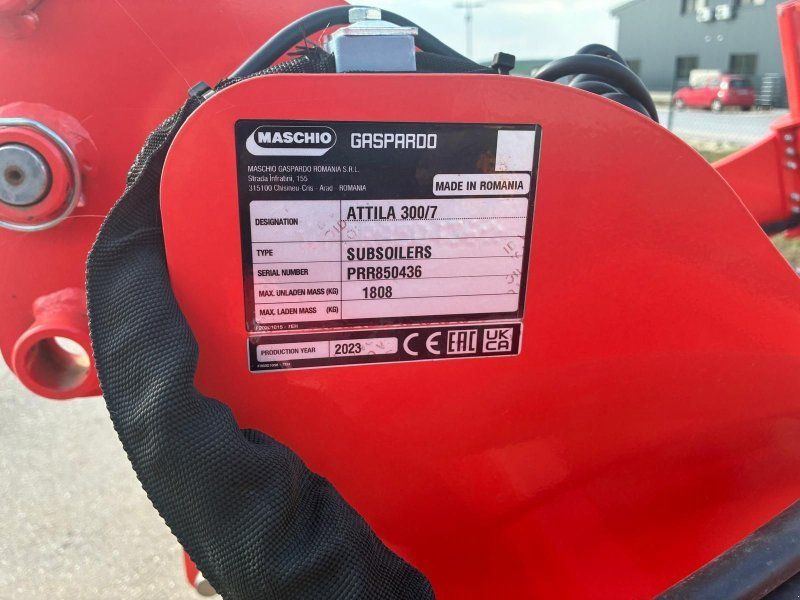 MASCHIO GASPARDO
MASCHIO GASPARDO ROMANIA S.R.L.
Strada Infratirii, 155
315100 Chisineu-Cris - Arad - ROMANIA
MADE IN ROMANIA
DESIGNATION ATTILA 300/7
TYPE SUBSOILERS
SERIAL NUMBER PRR850436
MAX. UNLADEN MASS (KG) 1808
MAX. LADEN MASS (KG)
PRODUCTION YEAR 2023 CE EAC UK CA